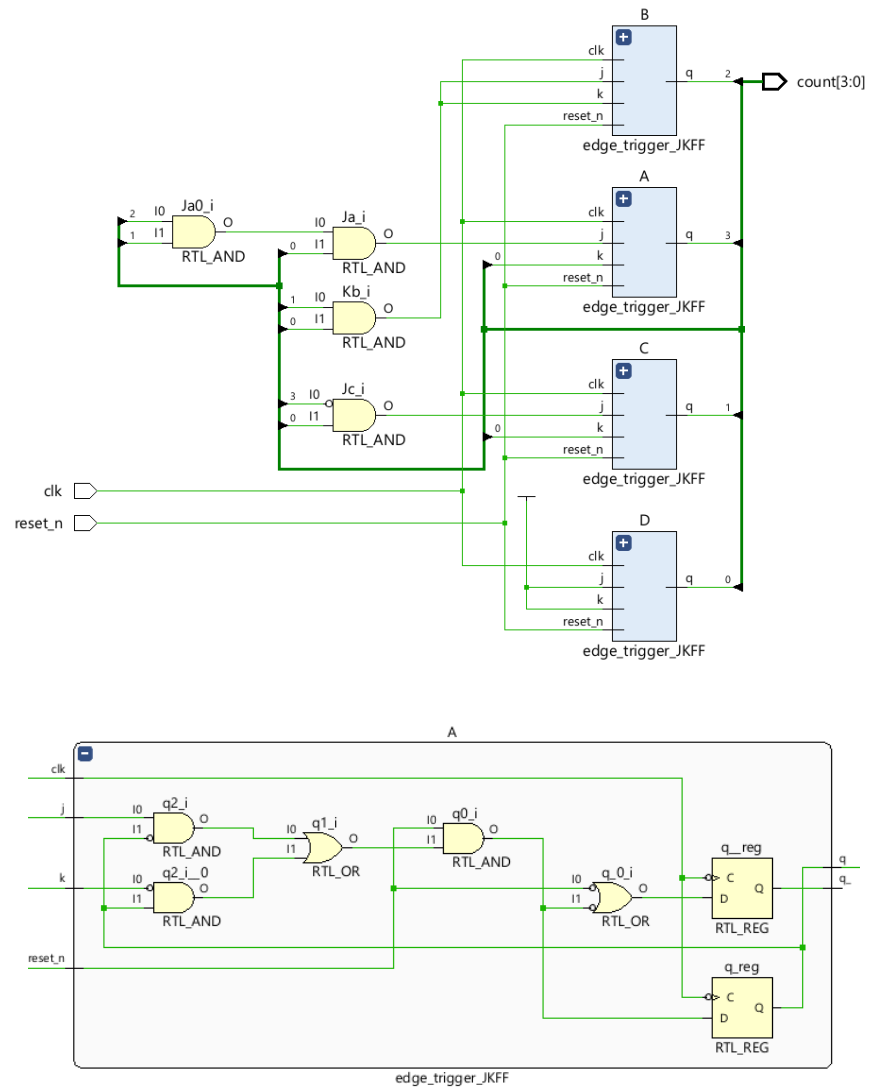 B
clk
j
k
reset_n
q
2
count[3:0]
edge_trigger_JKFF
A
clk
j
k
reset_n
q
3
edge_trigger_JKFF
Ja0_i
2
I0
1
I1
O
RTL_AND
Ja_i
I0
0
I1
O
RTL_AND
0
Kb_i
1
I0
0
I1
O
RTL_AND
C
clk
j
k
reset_n
q
1
edge_trigger_JKFF
Jc_i
3
I0
0
I1
O
RTL_AND
0
clk
reset_n
D
clk
j
k
reset_n
q
0
edge_trigger_JKFF
A
clk
j
k
reset_n
q2_i
I0
I1
O
RTL_AND
q2_i__0
I0
I1
O
RTL_AND
q1_i
I0
I1
O
RTL_OR
q0_i
I0
I1
O
RTL_AND
q_0_i
I0
I1
O
RTL_OR
q__reg
C
D
Q
RTL_REG
q_reg
C
D
Q
RTL_REG
q
q_
edge_trigger_JKFF